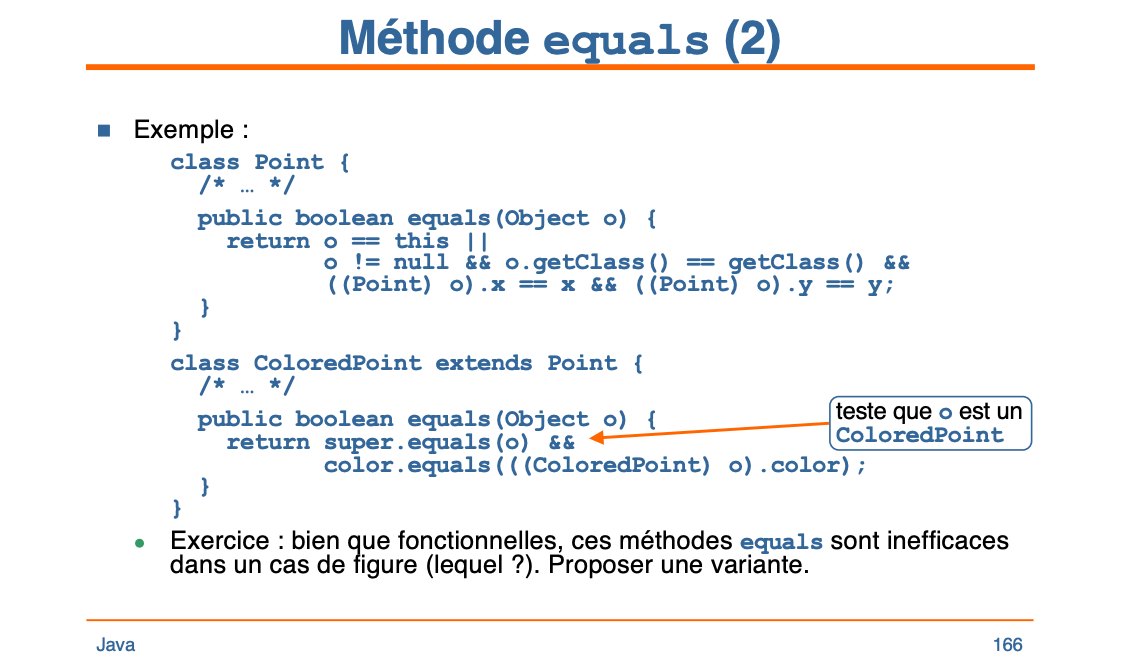 Méthode equals (2)
Exemple :
class Point {
/* … */
public boolean equals(Object o) {
return o == this ||
o != null && o.getClass() == getClass() &&
((Point) o).x == x && ((Point) o).y == y;
}
}
class ColoredPoint extends Point {
/* … */
public boolean equals(Object o) {
return super.equals(o) &&
color.equals(((ColoredPoint) o).color);
}
}
teste que o est un
ColoredPoint
Exercice : bien que fonctionnelles, ces méthodes equals sont inefficaces
dans un cas de figure (lequel ?). Proposer une variante.
Java
166